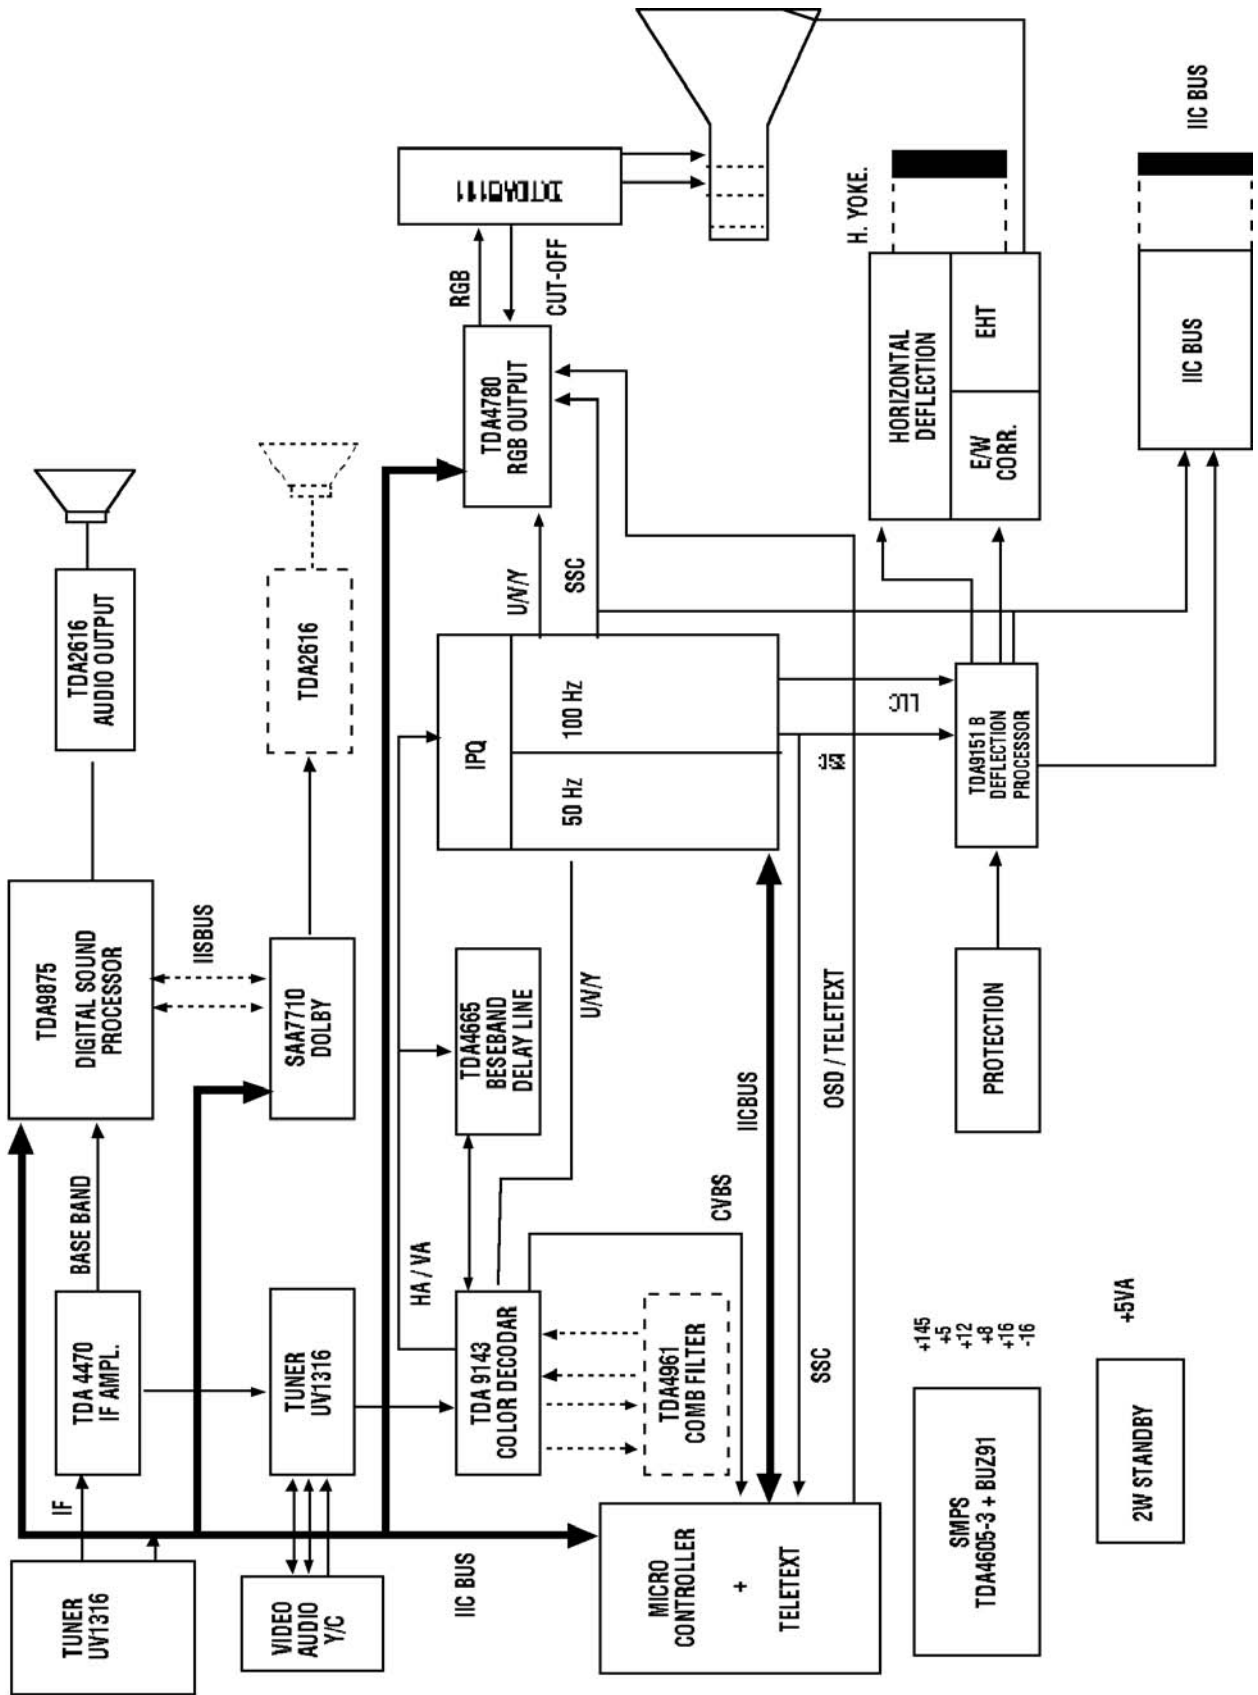 TUNER
UV1316
IF
TDA 4470
IF AMPL.
BASE BAND
TDA9875
DIGITAL SOUND
PROCESSOR
TDA2616
AUDIO OUTPUT
VIDEO
AUDIO
Y/C
TUNER
UV1316
SAA7710
DOLBY
IISBUS
TDA2616
IIC BUS
HA / VA
TDA 9143
COLOR DECODAR
TDA4665
BESEBAND
DELAY LINE
U/V/Y
IPQ
50 Hz
100 Hz
U/V/Y
SSC
TDA4780
RGB OUTPUT
RGB
CUT-OFF
TDA4961
COMB FILTER
CVBS
IICBUS
MICRO
CONTROLLER
+
TELETEXT
SSC
OSD / TELETEXT
LLC
PROTECTION
TDA9151 B
DEFLECTION
PROCESSOR
HORIZONTAL
DEFLECTION
E/W
CORR.
EHT
H. YOKE.
SMPS
TDA4605-3 + BUZ91
+145
+5
+12
+8
+16
-16
2W STANDBY
+5VA
IIC BUS
IIC BUS